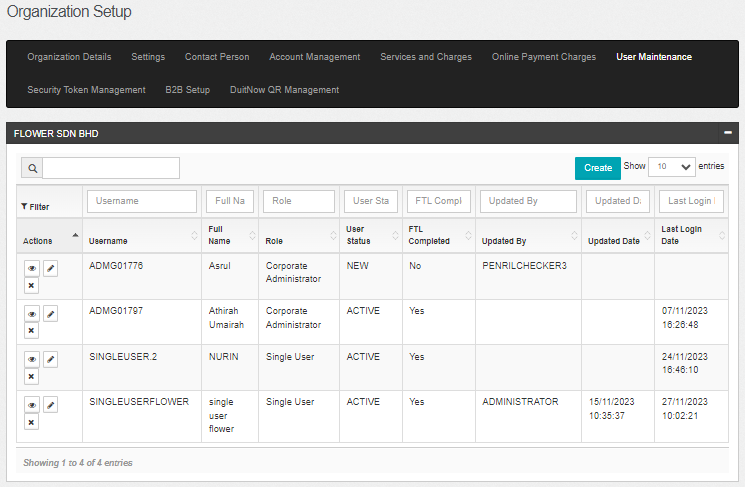 Organization Setup
Organization Details Settings Contact Person Account Management Services and Charges Online Payment Charges User Maintenance
Security Token Management B2B Setup DuitNow QR Management
FLOWER SDN BHD
Create Show 10 entries
Filter Username Full Na Role User Sta FTL Compl Updated By Updated Da Last Login
Actions Username Full Name Role User Status FTL Completed Updated By Updated Date Last Login Date
ADMG01776 Asrul Corporate NEW No PENRILCHECKER3
Administrator
ADMG01797 Athirah Corporate ACTIVE Yes 07/11/2023
Umairah Administrator 16:26:48
SINGLEUSER.2 NURIN Single User ACTIVE Yes 24/11/2023
16:46:10
SINGLEUSERFLOWER single Single User ACTIVE Yes ADMINISTRATOR 15/11/2023 27/11/2023
user 10:35:37 10:02:21
flower
Showing 1 to 4 of 4 entries